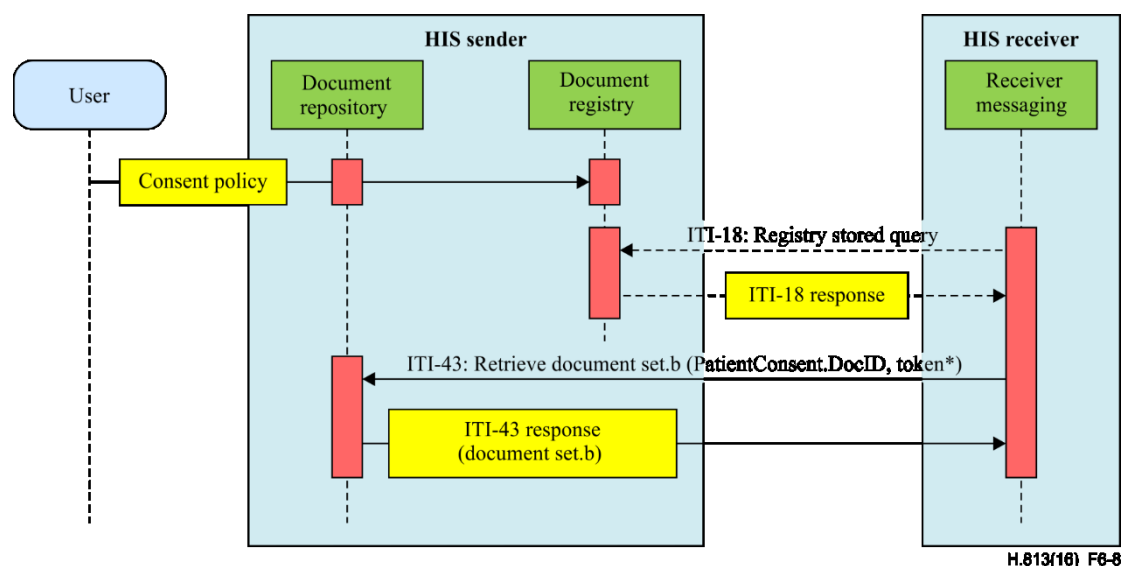 HIS sender
HIS receiver
User
Document
repository
Document
registry
Receiver
messaging
Consent policy
ITI-18: Registry stored query
ITI-18 response
ITI-43: Retrieve document set.b (PatientConsent.DocID, token*)
ITI-43 response
(document set.b)
H.813(16)_F6-8